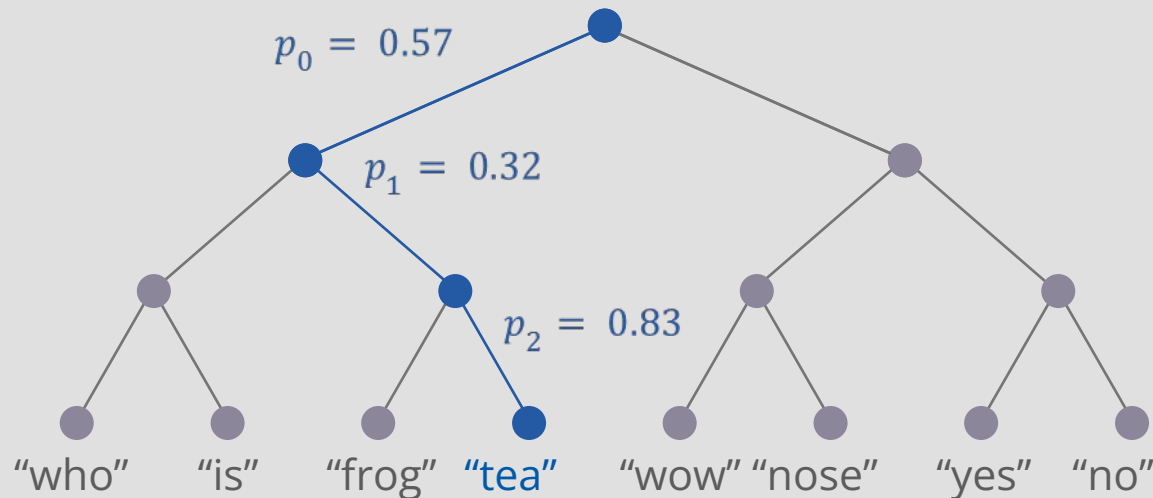 p₀ = 0.57
p₁ = 0.32
p₂ = 0.83
“who” “is” “frog” “tea” “wow” “nose” “yes” “no”